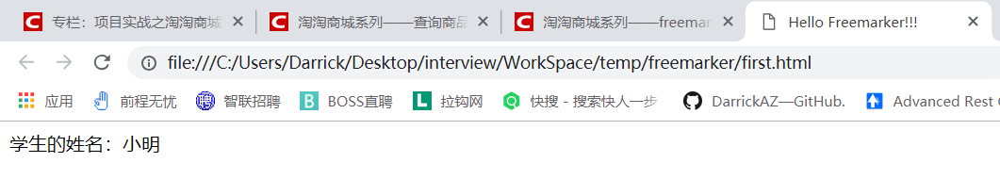 专栏：项目实战之淘淘商城 淘淘商城系列——查询商品 淘淘商城系列——freemar Hello Freemarker!!!
file:///C:/Users/Darrick/Desktop/interview/WorkSpace/temp/freemarker/first.html
应用 前程无忧 智联招聘 BOSS直聘 拉钩网 快搜 - 搜索快人一步 DarrickAZ—GitHub. Advanced Rest
学生的姓名：小明